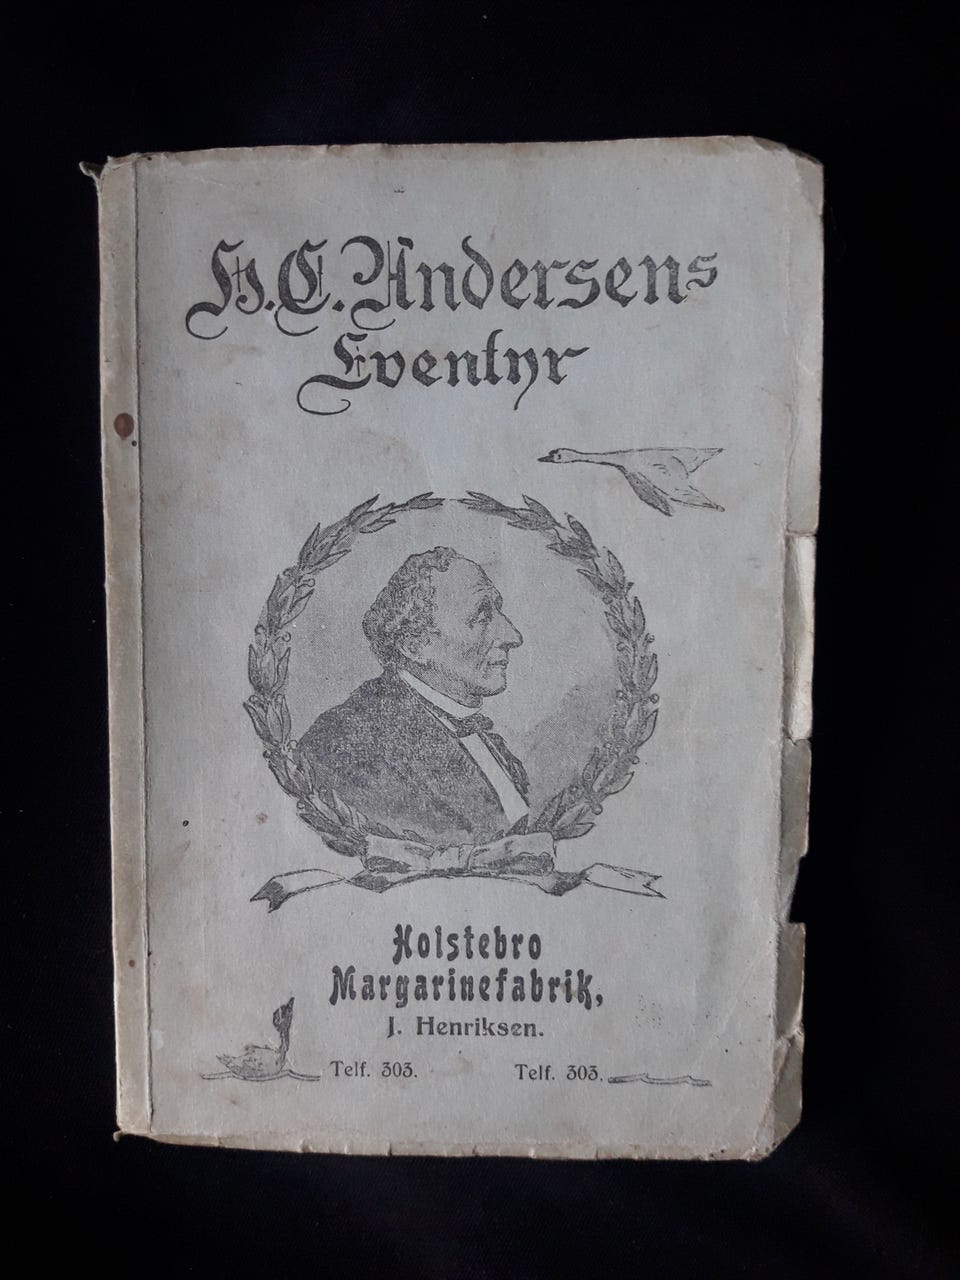 H. C. Andersens
Eventyr
Holstebro
Margarinefabrik,
J. Henriksen.
Telf. 303. Telf. 303.